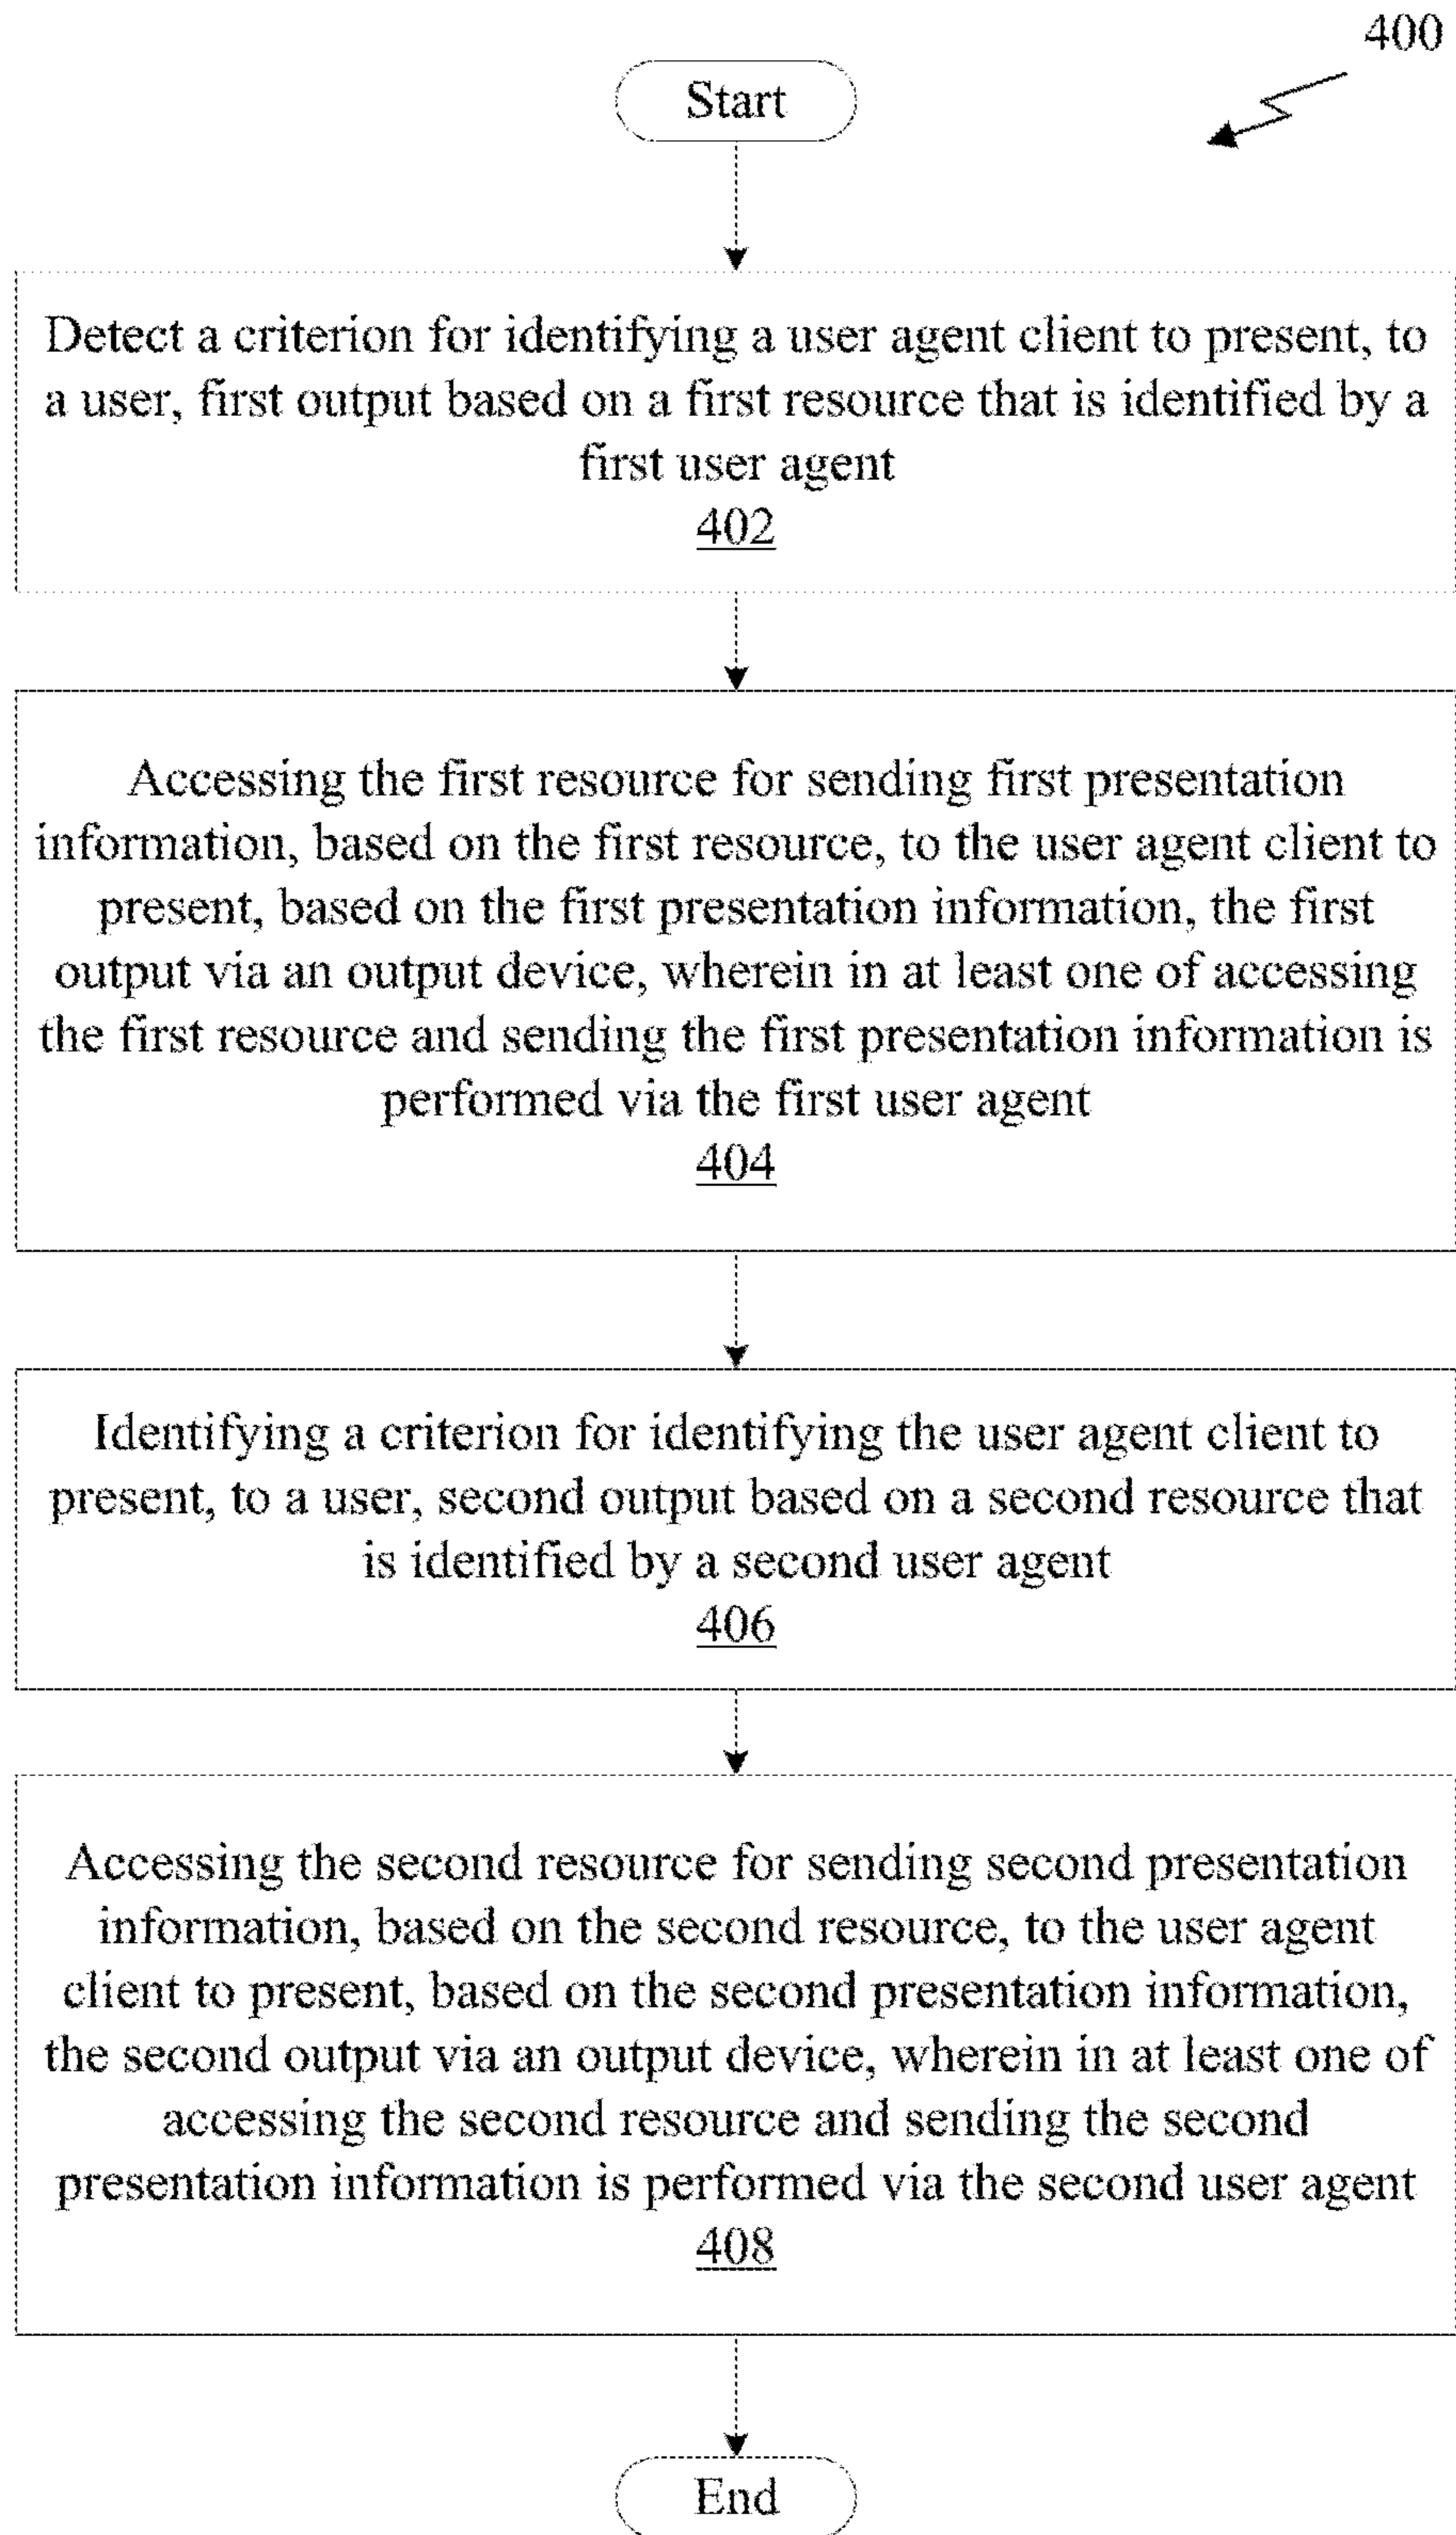 400
Start
Detect a criterion for identifying a user agent client to present, to
a user, first output based on a first resource that is identified by a
first user agent
402
Accessing the first resource for sending first presentation
information, based on the first resource, to the user agent client to
present, based on the first presentation information, the first
output via an output device, wherein in at least one of accessing
the first resource and sending the first presentation information is
performed via the first user agent
404
Identifying a criterion for identifying the user agent client to
present, to a user, second output based on a second resource that
is identified by a second user agent
406
Accessing the second resource for sending second presentation
information, based on the second resource, to the user agent
client to present, based on the second presentation information,
the second output via an output device, wherein in at least one of
accessing the second resource and sending the second
presentation information is performed via the second user agent
408
End